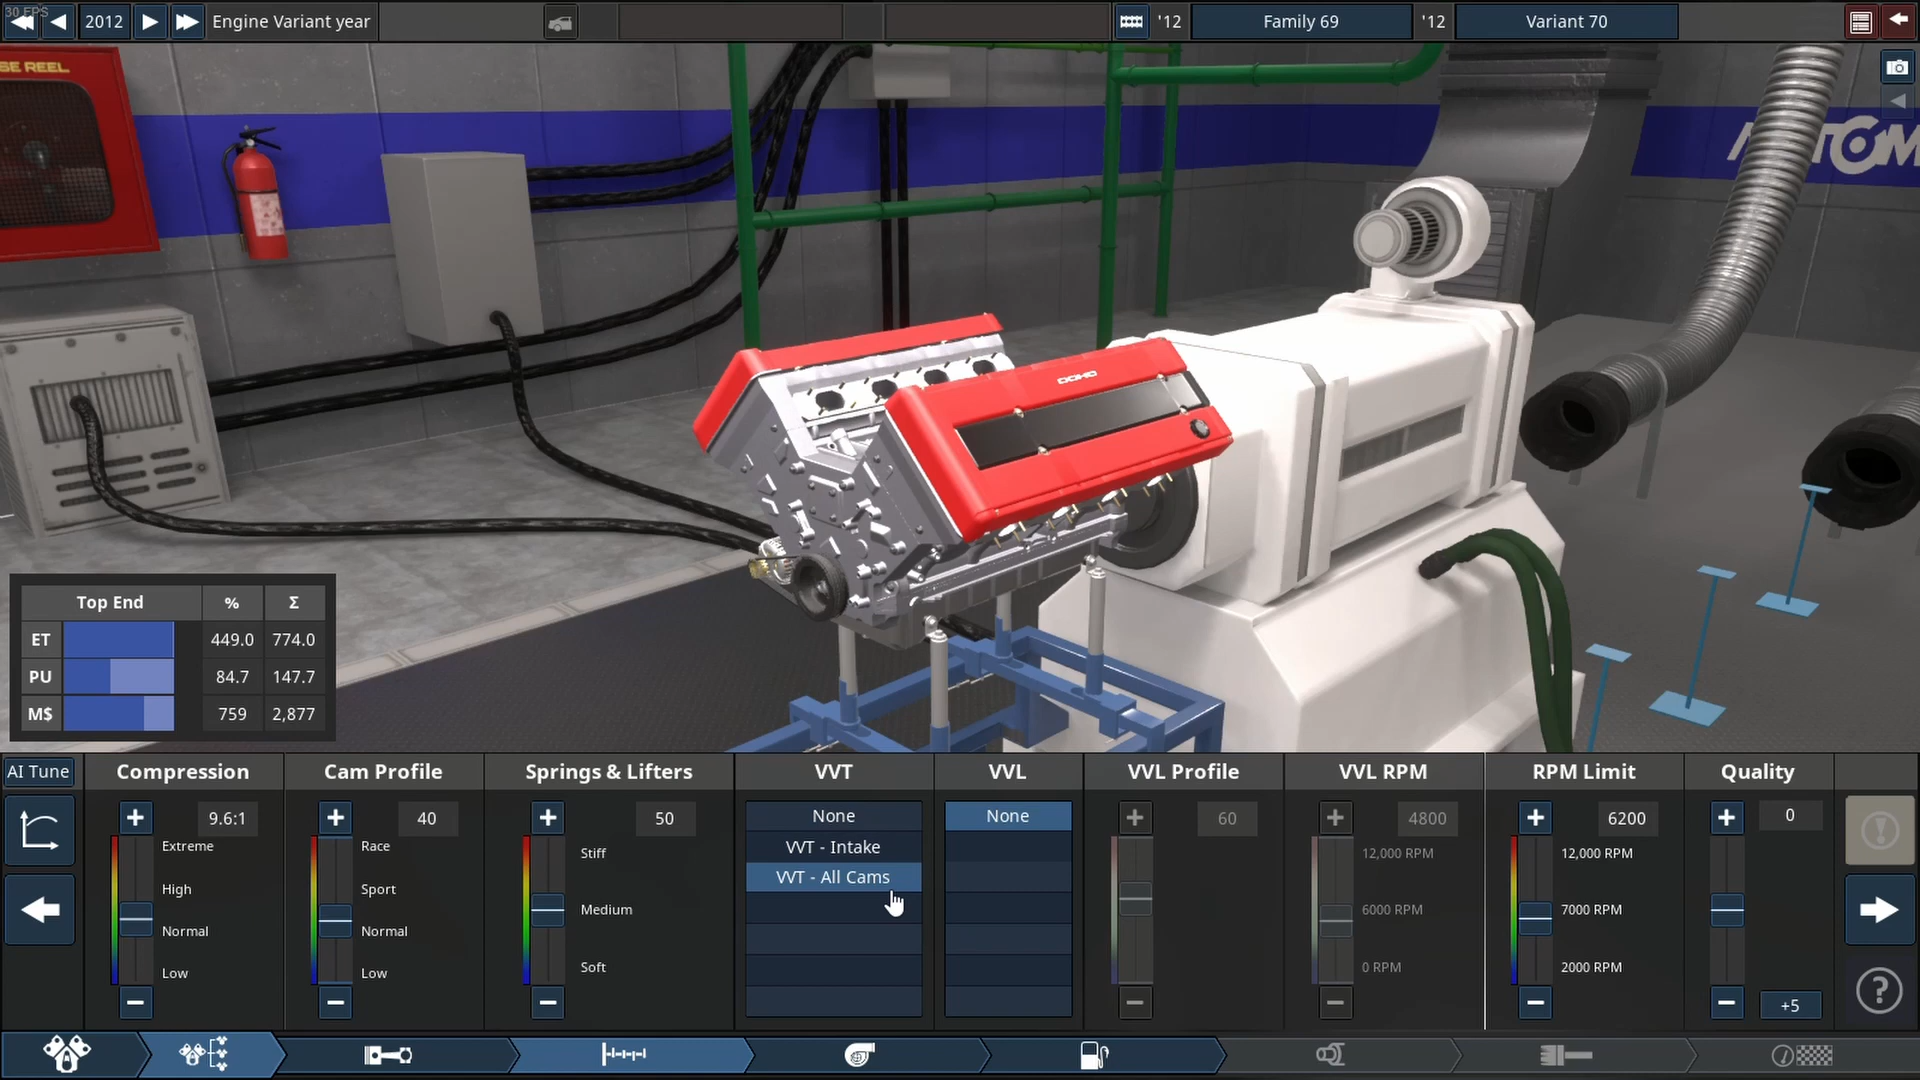 30 FPS
2012
Engine Variant year
'12
Family 69
'12
Variant 70
SE REEL
AUTOM
DOHC
Top End % Σ
ET 449.0 774.0
PU 84.7 147.7
M$ 759 2,877
AI Tune
Compression
9.6:1
Extreme
High
Normal
Low
Cam Profile
40
Race
Sport
Normal
Low
Springs & Lifters
50
Stiff
Medium
Soft
VVT
None
VVT - Intake
VVT - All Cams
VVL
None
VVL Profile
60
VVL RPM
4800
12,000 RPM
6000 RPM
0 RPM
RPM Limit
6200
12,000 RPM
7000 RPM
2000 RPM
Quality
0
+5